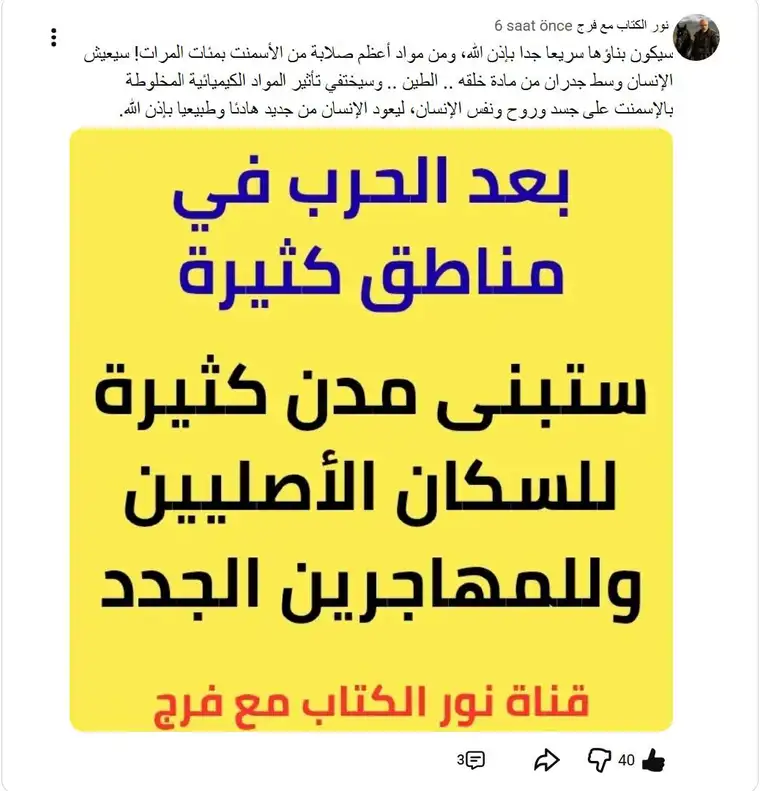 نور الكتاب مع فرج 6 saat önce
سيكون بناؤها سريعا جدا بإذن الله، ومن مواد أعظم صلابة من الأسمنت بمئات المرات! سيعيش
الإنسان وسط جدران من مادة خلقه .. الطين .. وسيختفي تأثير المواد الكيميائية المخلوطة
بالإسمنت على جسد وروح ونفس الإنسان، ليعود الإنسان من جديد هادئا وطبيعيا بإذن الله.
بعد الحرب في
مناطق كثيرة
ستبنى مدن كثيرة
للسكان الأصليين
وللمهاجرين الجدد
قناة نور الكتاب مع فرج
40
3